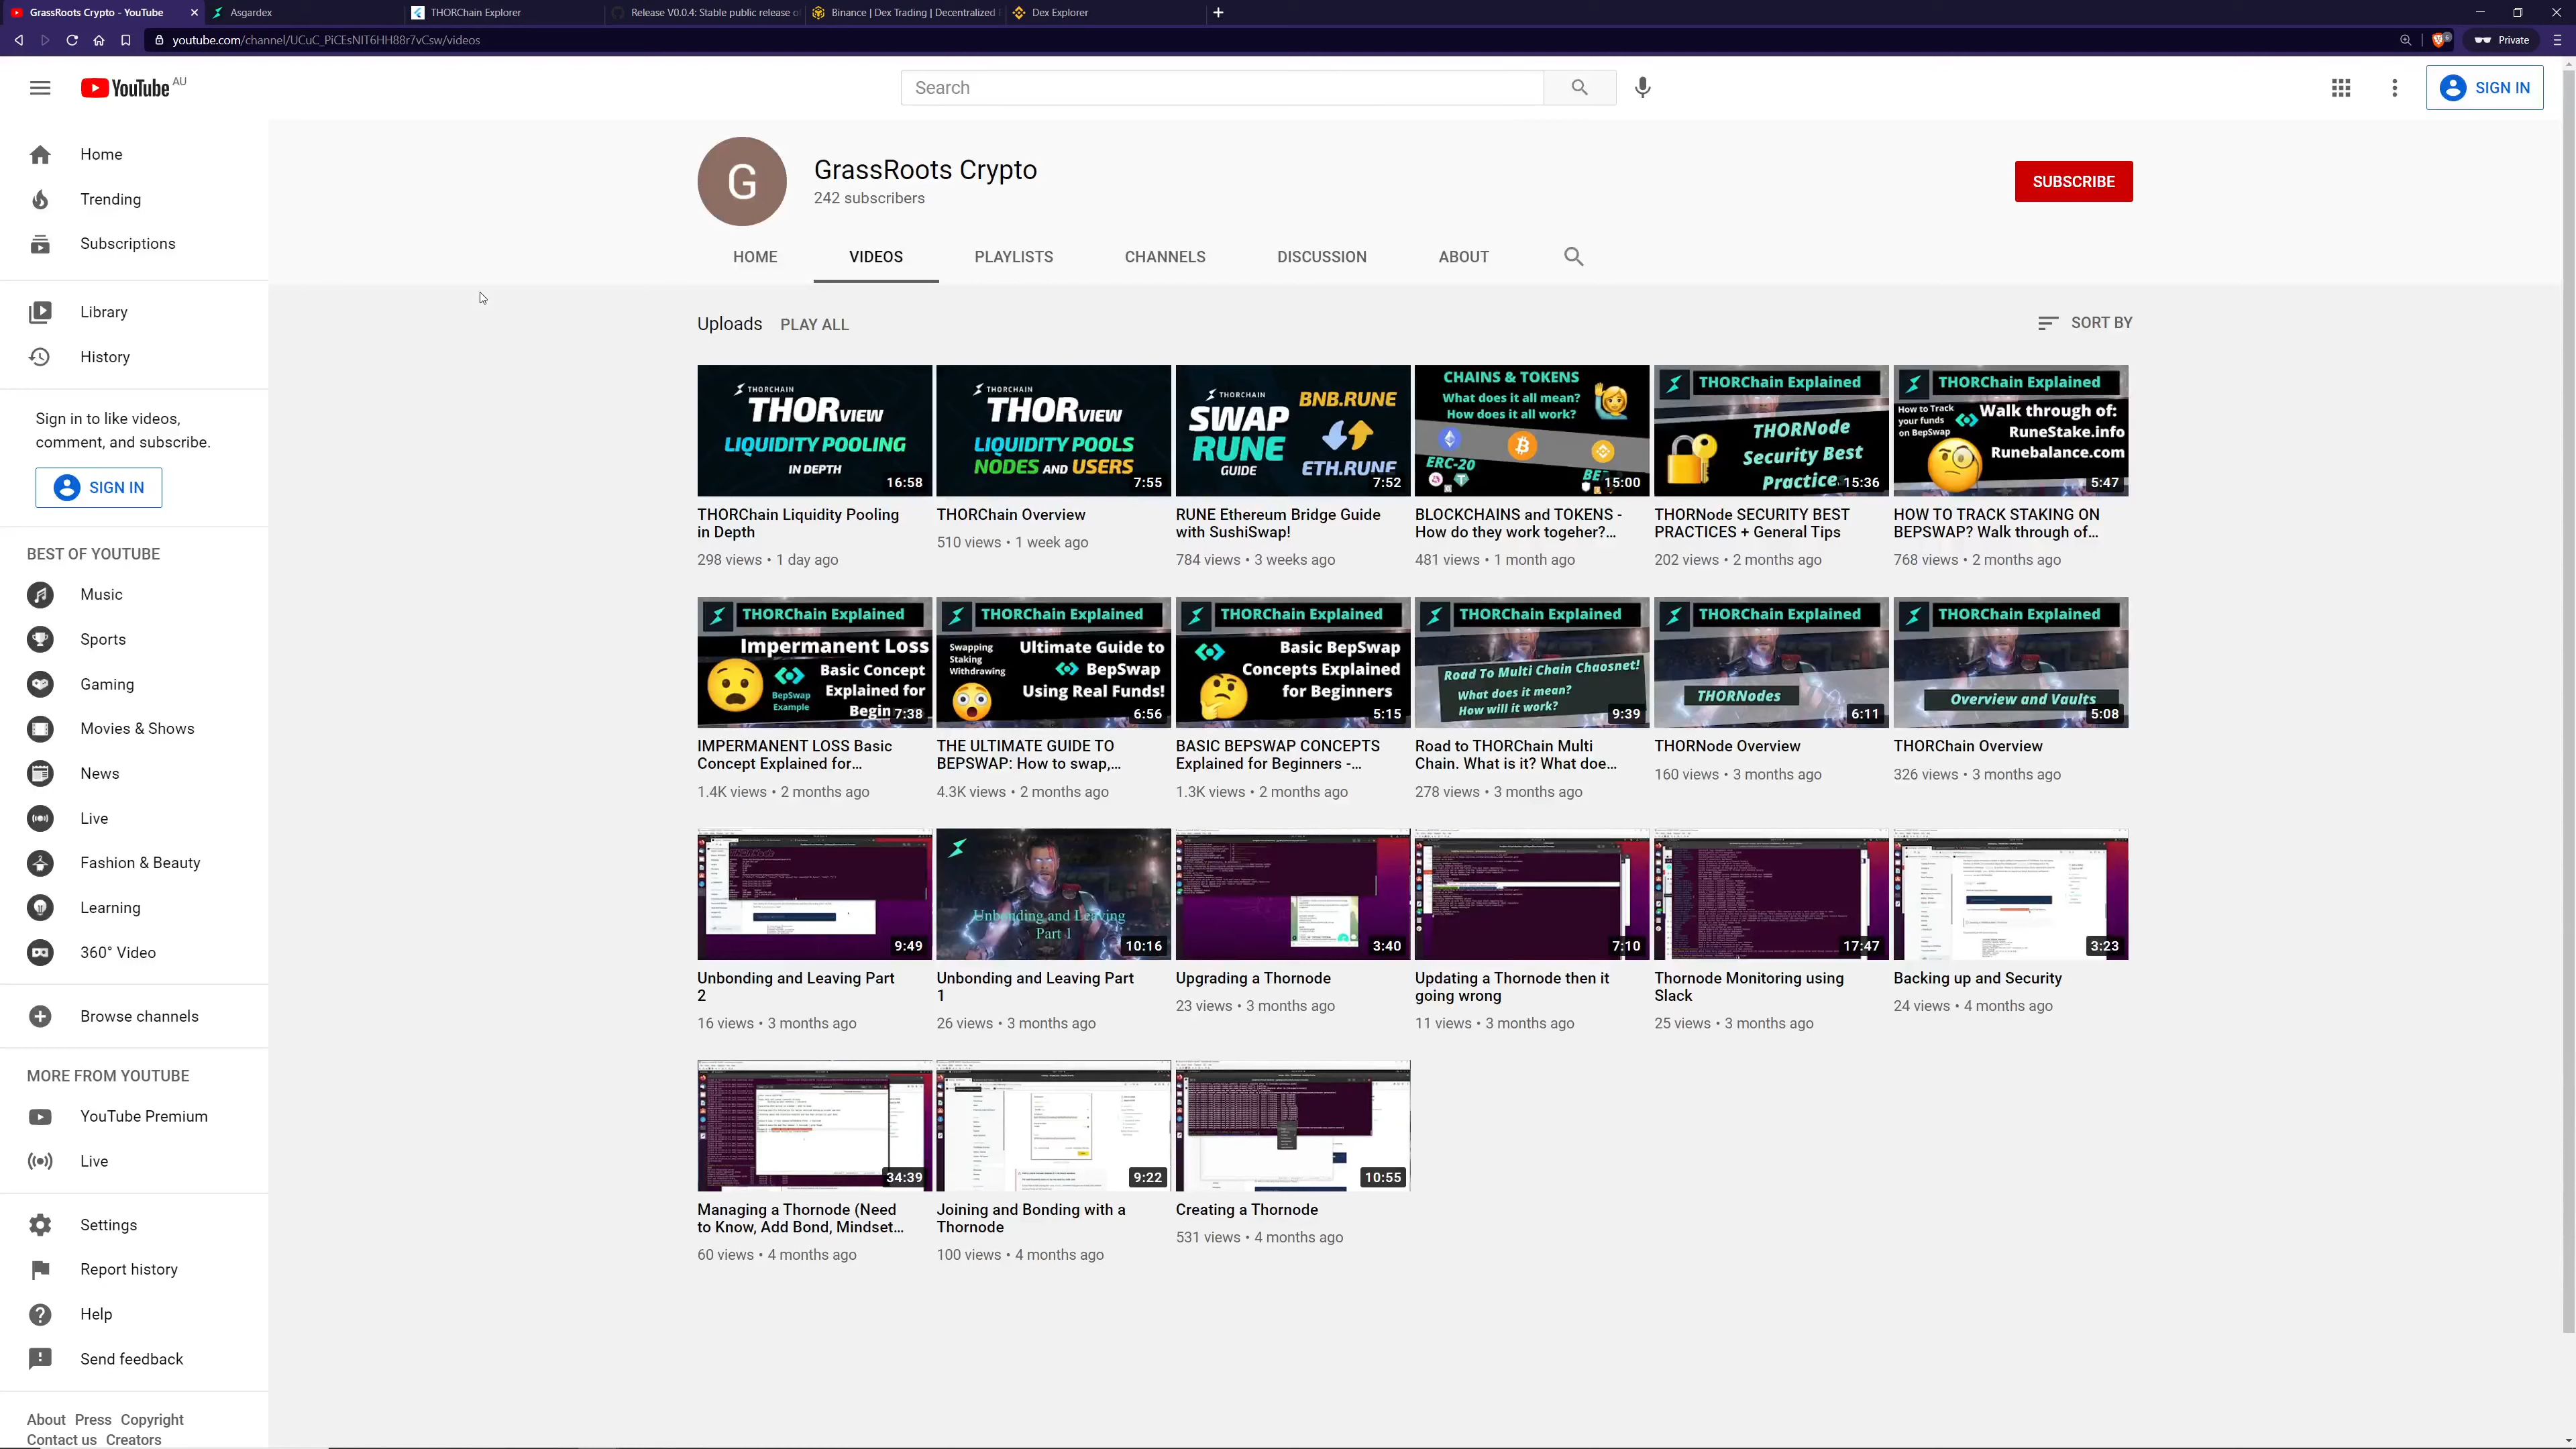 GrassRoots Crypto - YouTube
Asgardex
THORChain Explorer
Release V0.0.4: Stable public release o
Binance | Dex Trading | Decentralized
Dex Explorer
youtube.com/channel/UCuC_PiCEsNIT6HH88r7vCsw/videos
Private
YouTube AU
Search
SIGN IN
Home
Trending
Subscriptions
Library
History
Sign in to like videos,
comment, and subscribe.
SIGN IN
BEST OF YOUTUBE
Music
Sports
Gaming
Movies & Shows
News
Live
Fashion & Beauty
Learning
360° Video
Browse channels
MORE FROM YOUTUBE
YouTube Premium
Live
Settings
Report history
Help
Send feedback
About Press Copyright
Contact us Creators
G
GrassRoots Crypto
242 subscribers
SUBSCRIBE
HOME
VIDEOS
PLAYLISTS
CHANNELS
DISCUSSION
ABOUT
Uploads
PLAY ALL
SORT BY
THORCHAIN
THORVIEW
LIQUIDITY POOLING
IN DEPTH
16:58
THORChain Liquidity Pooling
in Depth
298 views • 1 day ago
THORCHAIN
THORVIEW
LIQUIDITY POOLS
NODES AND USERS
7:55
THORChain Overview
510 views • 1 week ago
THORCHAIN
SWAP
RUNE
GUIDE
BNB.RUNE
ETH.RUNE
7:52
RUNE Ethereum Bridge Guide
with SushiSwap!
784 views • 3 weeks ago
CHAINS & TOKENS
What does it all mean?
How does it all work?
ERC-20
15:00
BLOCKCHAINS and TOKENS -
How do they work togeher?...
481 views • 1 month ago
THORChain Explained
THORNode
Security Best
Practice
15:36
THORNode SECURITY BEST
PRACTICES + General Tips
202 views • 2 months ago
THORChain Explained
How to Track
your funds
on BepSwap
Walk through of:
RuneStake.info
Runebalance.com
5:47
HOW TO TRACK STAKING ON
BEPSWAP? Walk through of...
768 views • 2 months ago
THORChain Explained
Impermanent Loss
BepSwap
Example
Basic Concept
Explained for
Begin
7:38
IMPERMANENT LOSS Basic
Concept Explained for...
1.4K views • 2 months ago
THORChain Explained
Swapping
Staking
Withdrawing
Ultimate Guide to
BepSwap
Using Real Funds!
6:56
THE ULTIMATE GUIDE TO
BEPSWAP: How to swap,...
4.3K views • 2 months ago
THORChain Explained
Basic BepSwap
Concepts Explained
for Beginners
5:15
BASIC BEPSWAP CONCEPTS
Explained for Beginners -...
1.3K views • 2 months ago
THORChain Explained
Road To Multi Chain Chaosnet!
What does it mean?
How will it work?
9:39
Road to THORChain Multi
Chain. What is it? What doe...
278 views • 3 months ago
THORChain Explained
THORNodes
6:11
THORNode Overview
160 views • 3 months ago
THORChain Explained
Overview and Vaults
5:08
THORChain Overview
326 views • 3 months ago
9:49
Unbonding and Leaving Part
2
16 views • 3 months ago
Unbonding and Leaving
Part 1
10:16
Unbonding and Leaving Part
1
26 views • 3 months ago
3:40
Upgrading a Thornode
23 views • 3 months ago
7:10
Updating a Thornode then it
going wrong
11 views • 3 months ago
17:47
Thornode Monitoring using
Slack
25 views • 3 months ago
3:23
Backing up and Security
24 views • 4 months ago
34:39
Managing a Thornode (Need
to Know, Add Bond, Mindset...
60 views • 4 months ago
9:22
Joining and Bonding with a
Thornode
100 views • 4 months ago
10:55
Creating a Thornode
531 views • 4 months ago